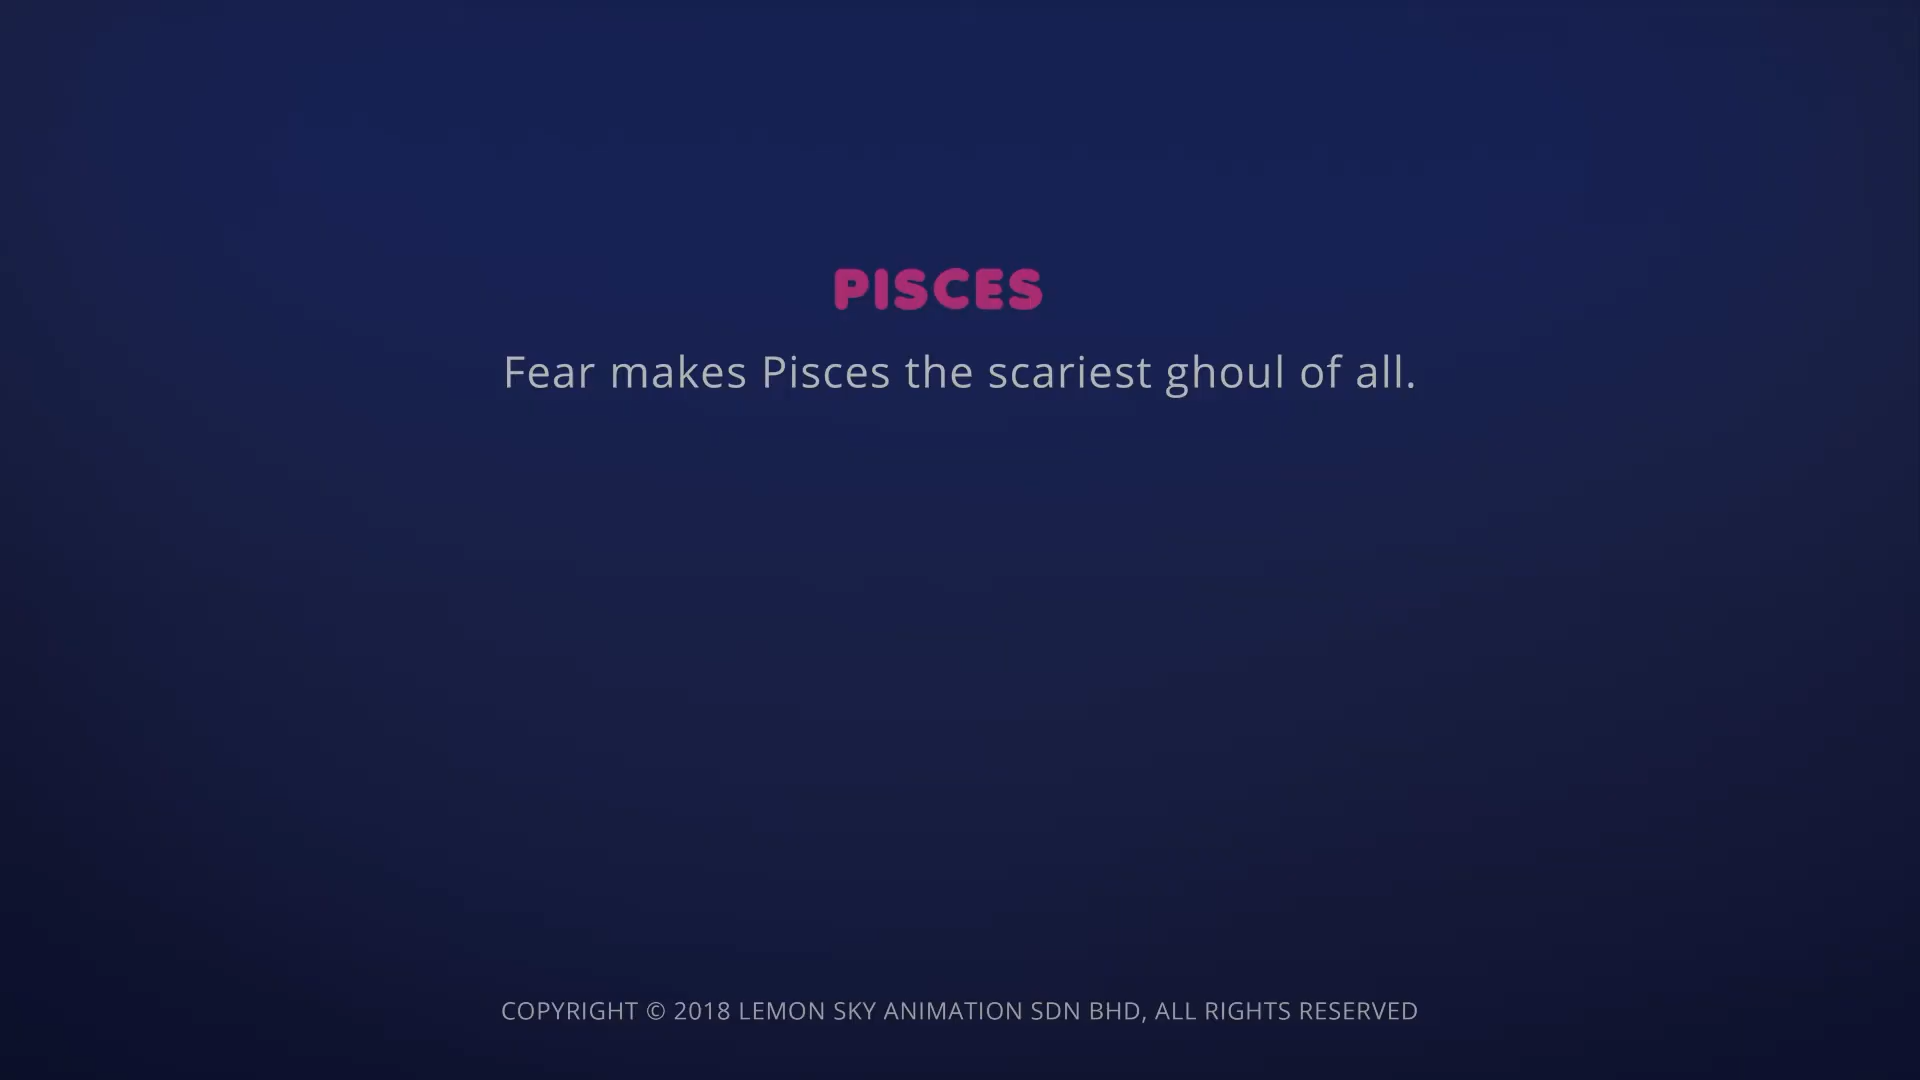 PISCES
Fear makes Pisces the scariest ghoul of all.
COPYRIGHT © 2018 LEMON SKY ANIMATION SDN BHD, ALL RIGHTS RESERVED